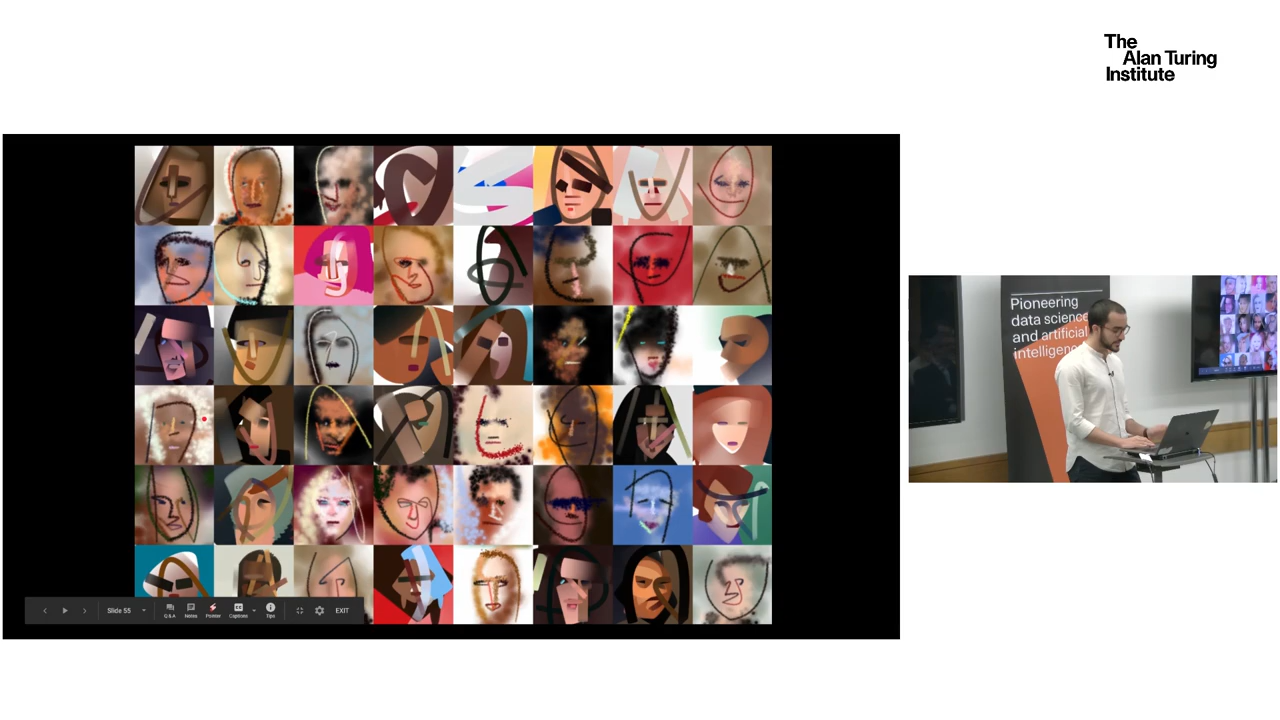 The
Alan Turing
Institute
Pioneering
data science
and artificial
intelligence
Slide 55
Q&A
Notes
Pointer
Captions
Tips
EXIT